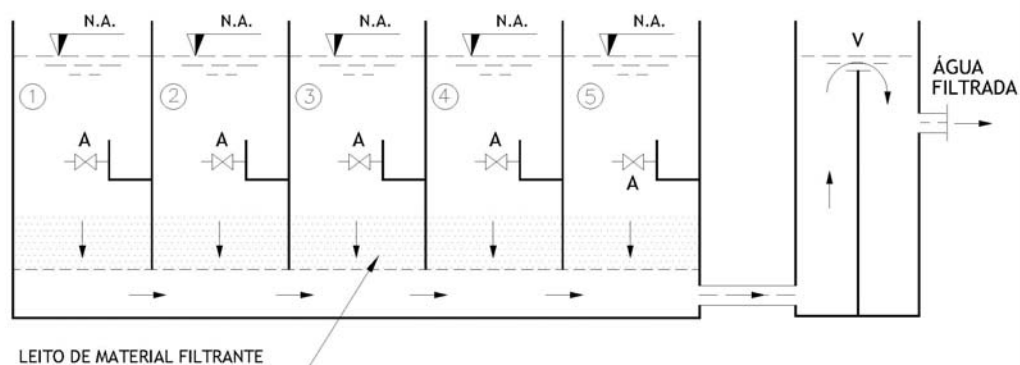 N.A. N.A. N.A. N.A. N.A.
V
ÁGUA
FILTRADA
1 2 3 4 5
A A A A
A
LEITO DE MATERIAL FILTRANTE